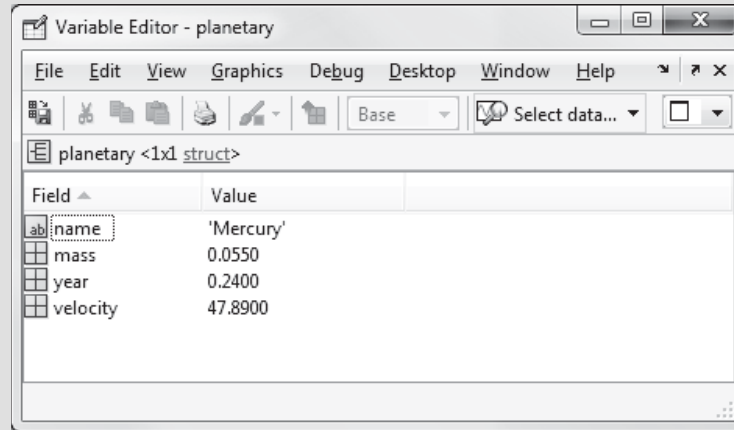 Variable Editor - planetary
File Edit View Graphics Debug Desktop Window Help
Base Select data...
planetary <1x1 struct>
Field Value
ab name 'Mercury'
mass 0.0550
year 0.2400
velocity 47.8900